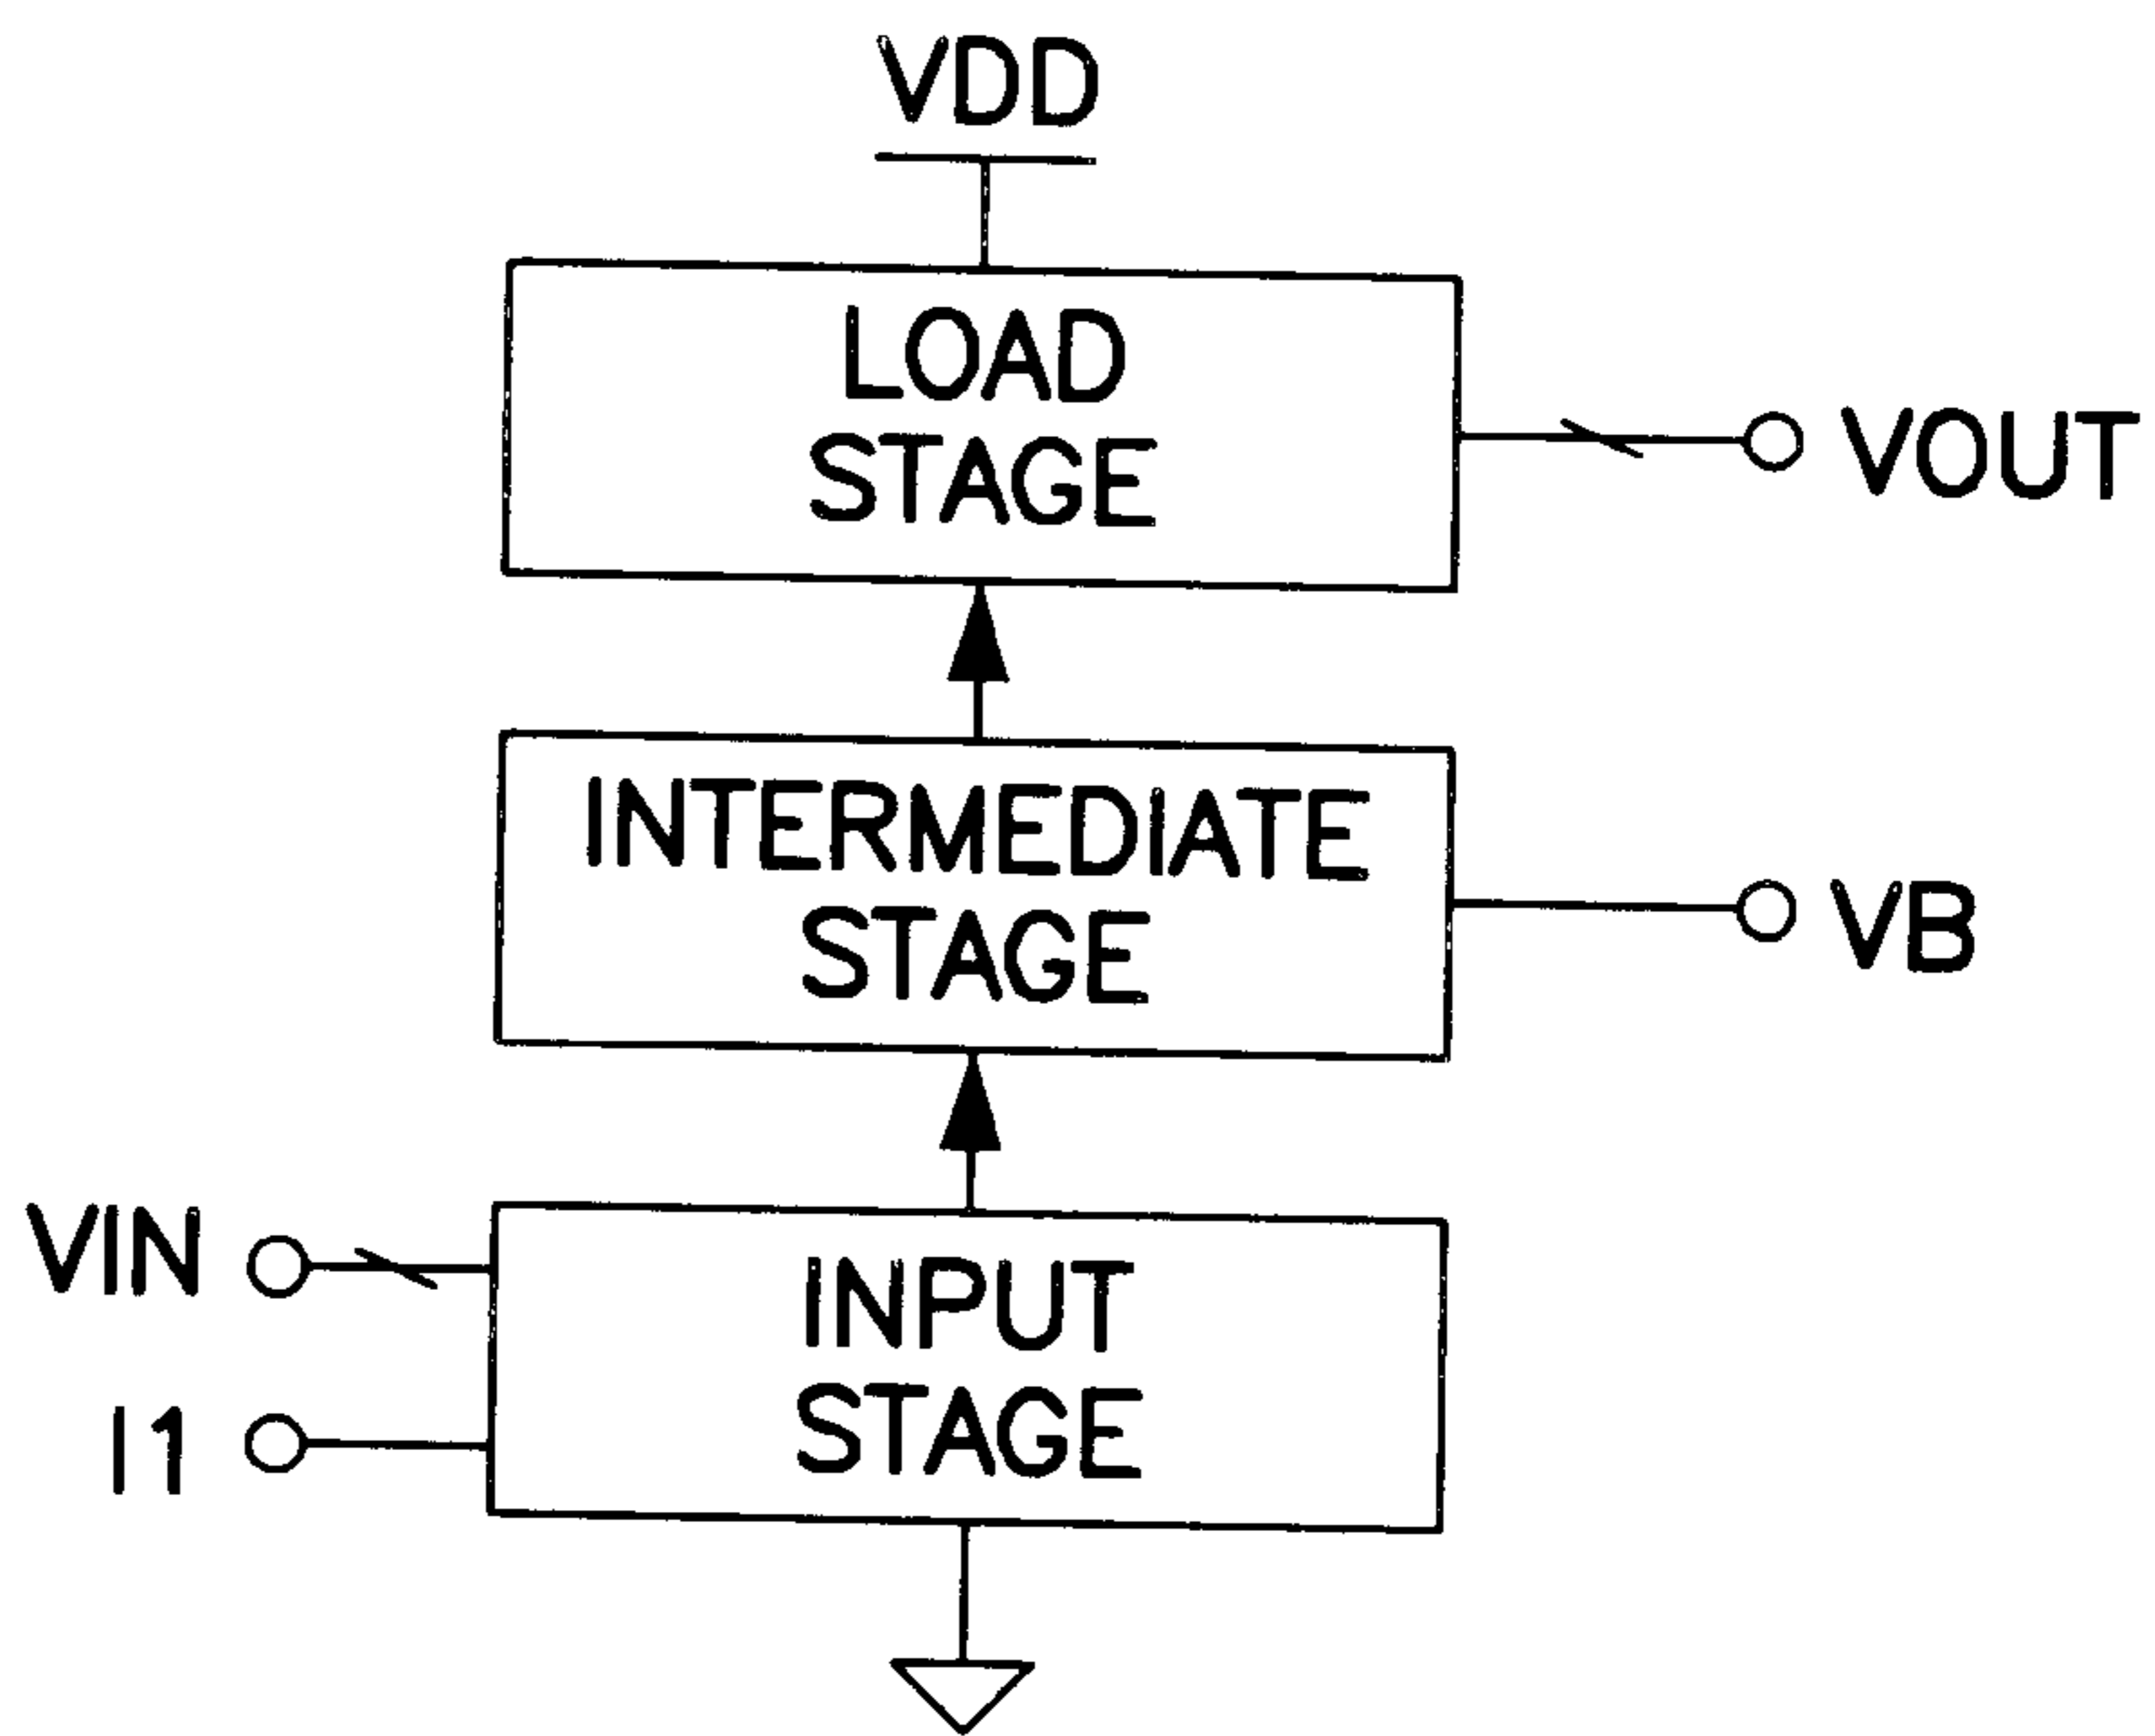 VDD
LOAD
STAGE
VOUT
INTERMEDIATE
STAGE
VB
VIN
INPUT
STAGE
I1